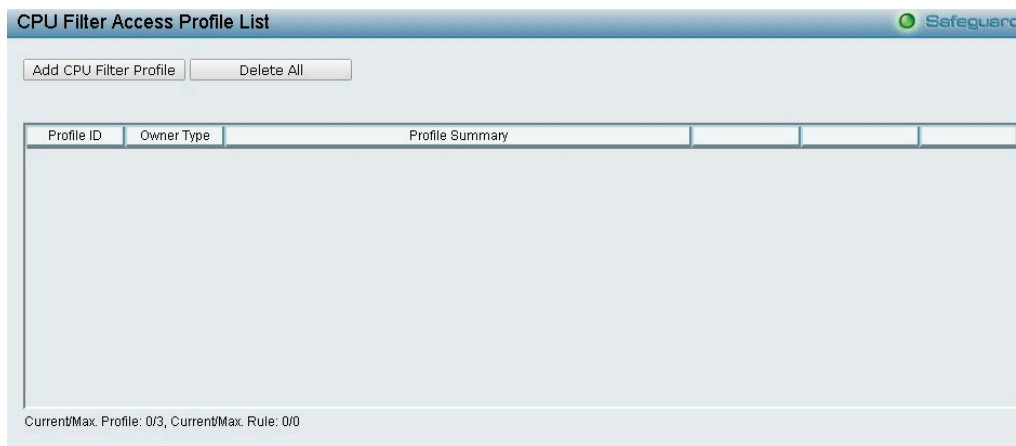 CPU Filter Access Profile List
Safeguard
Add CPU Filter Profile
Delete All
Profile ID
Owner Type
Profile Summary
Current/Max. Profile: 0/3, Current/Max. Rule: 0/0